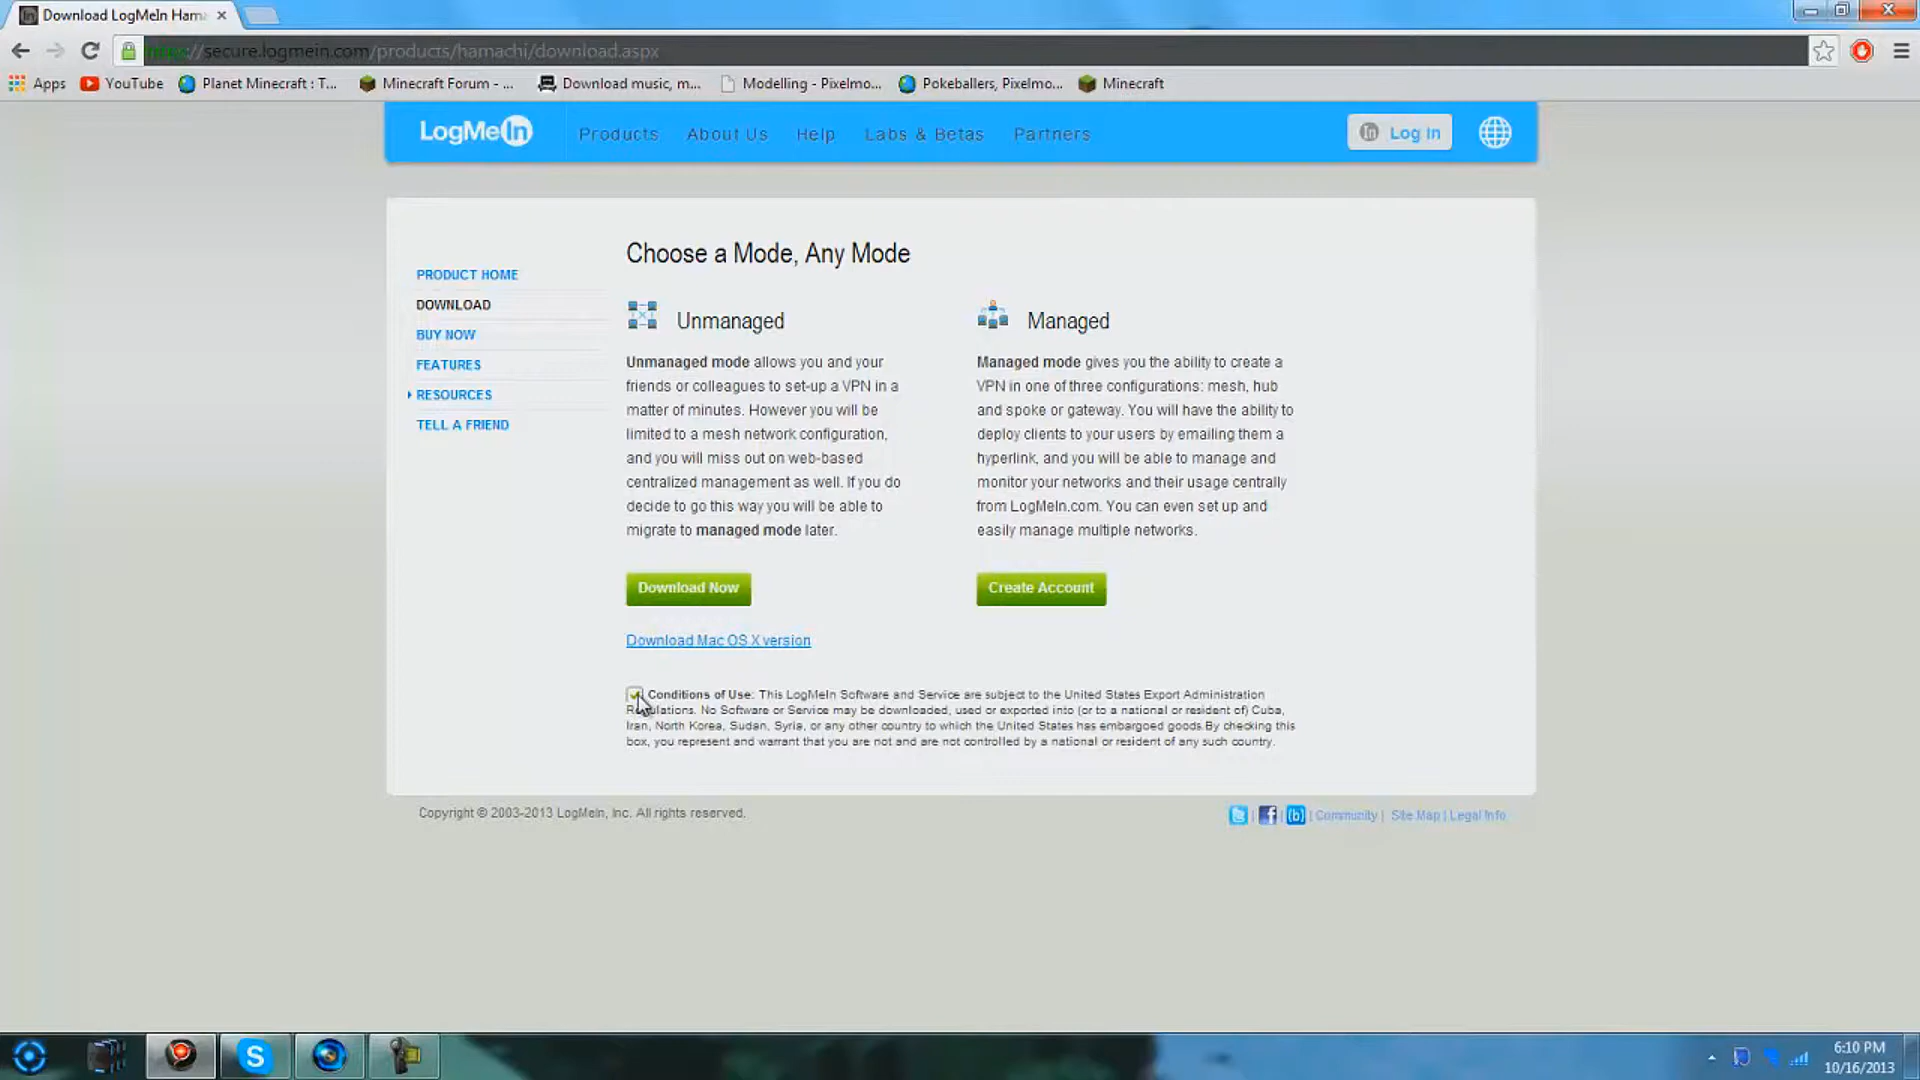 Download LogMeIn Hama
https://secure.logmein.com/products/hamachi/download.aspx
Apps YouTube Planet Minecraft : T... Minecraft Forum - ... Download music, m... Modelling - Pixelmo... Pokeballers, Pixelmo... Minecraft
LogMeIn Products About Us Help Labs & Betas Partners in Log In
Choose a Mode, Any Mode
PRODUCT HOME
DOWNLOAD
BUY NOW
FEATURES
RESOURCES
TELL A FRIEND
Unmanaged
Unmanaged mode allows you and your
friends or colleagues to set-up a VPN in a
matter of minutes. However you will be
limited to a mesh network configuration,
and you will miss out on web-based
centralized management as well. If you do
decide to go this way you will be able to
migrate to managed mode later.
Download Now
Download Mac OS X version
Managed
Managed mode gives you the ability to create a
VPN in one of three configurations: mesh, hub
and spoke or gateway. You will have the ability to
deploy clients to your users by emailing them a
hyperlink, and you will be able to manage and
monitor your networks and their usage centrally
from LogMeIn.com. You can even set up and
easily manage multiple networks.
Create Account
Conditions of Use: This LogMeIn Software and Service are subject to the United States Export Administration
Regulations. No Software or Service may be downloaded, used or exported into (or to a national or resident of) Cuba,
Iran, North Korea, Sudan, Syria, or any other country to which the United States has embargoed goods.By checking this
box, you represent and warrant that you are not and are not controlled by a national or resident of any such country.
Copyright © 2003-2013 LogMeIn, Inc. All rights reserved.
| f | (b) | Community | Site Map | Legal Info
S
6:10 PM
10/16/2013